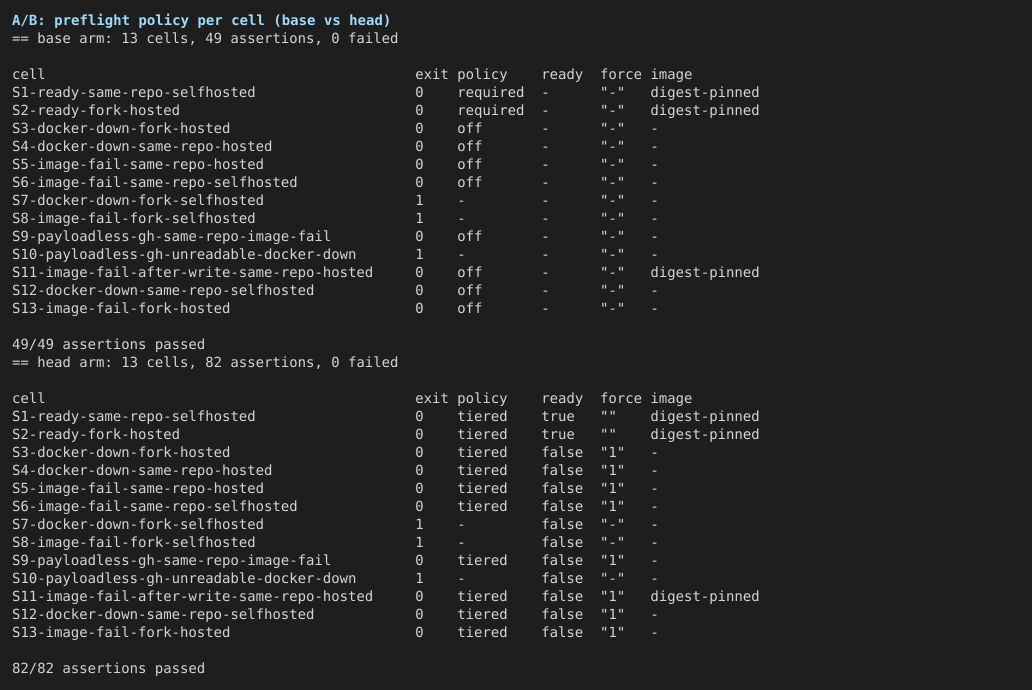 A/B: preflight policy per cell (base vs head)
== base arm: 13 cells, 49 assertions, 0 failed
cell exit policy ready force image
S1-ready-same-repo-selfhosted 0 required - "-" digest-pinned
S2-ready-fork-hosted 0 required - "-" digest-pinned
S3-docker-down-fork-hosted 0 off - "-" -
S4-docker-down-same-repo-hosted 0 off - "-" -
S5-image-fail-same-repo-hosted 0 off - "-" -
S6-image-fail-same-repo-selfhosted 0 off - "-" -
S7-docker-down-fork-selfhosted 1 - - "-" -
S8-image-fail-fork-selfhosted 1 - - "-" -
S9-payloadless-gh-same-repo-image-fail 0 off - "-" -
S10-payloadless-gh-unreadable-docker-down 1 - - "-" -
S11-image-fail-after-write-same-repo-hosted 0 off - "-" digest-pinned
S12-docker-down-same-repo-selfhosted 0 off - "-" -
S13-image-fail-fork-hosted 0 off - "-" -
49/49 assertions passed
== head arm: 13 cells, 82 assertions, 0 failed
cell exit policy ready force image
S1-ready-same-repo-selfhosted 0 tiered true "" digest-pinned
S2-ready-fork-hosted 0 tiered true "" digest-pinned
S3-docker-down-fork-hosted 0 tiered false "1" -
S4-docker-down-same-repo-hosted 0 tiered false "1" -
S5-image-fail-same-repo-hosted 0 tiered false "1" -
S6-image-fail-same-repo-selfhosted 0 tiered false "1" -
S7-docker-down-fork-selfhosted 1 - false "-" -
S8-image-fail-fork-selfhosted 1 - false "-" -
S9-payloadless-gh-same-repo-image-fail 0 tiered false "1" -
S10-payloadless-gh-unreadable-docker-down 1 - false "-" -
S11-image-fail-after-write-same-repo-hosted 0 tiered false "1" digest-pinned
S12-docker-down-same-repo-selfhosted 0 tiered false "1" -
S13-image-fail-fork-hosted 0 tiered false "1" -
82/82 assertions passed